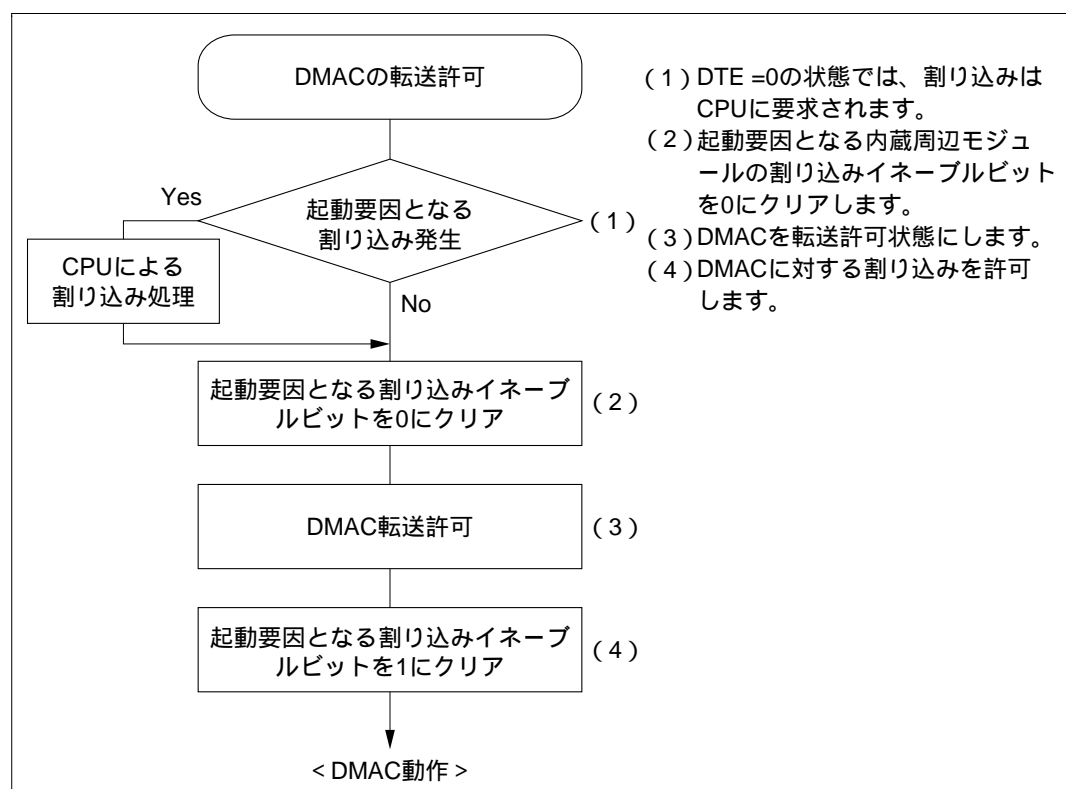 DMACの転送許可
起動要因となる
割り込み発生
(1)
Yes
CPUによる
割り込み処理
No
起動要因となる割り込みイネーブ
ルビットを0にクリア
(2)
DMAC転送許可
(3)
起動要因となる割り込みイネーブ
ルビットを1にクリア
(4)
<DMAC動作>
(1)DTE =0の状態では、割り込みは
CPUに要求されます。
(2)起動要因となる内蔵周辺モジュ
ールの割り込みイネーブルビット
を0にクリアします。
(3)DMACを転送許可状態にします。
(4)DMACに対する割り込みを許可
します。